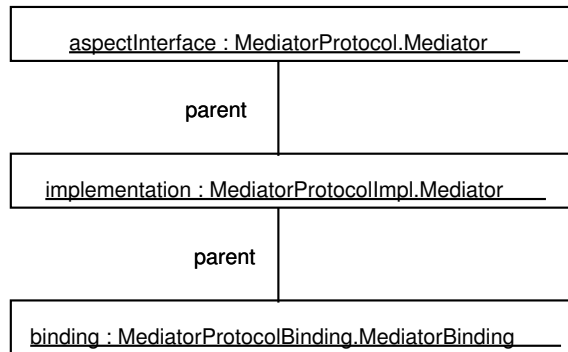 aspectInterface : MediatorProtocol.Mediator
parent
implementation : MediatorProtocolImpl.Mediator
parent
binding : MediatorProtocolBinding.MediatorBinding